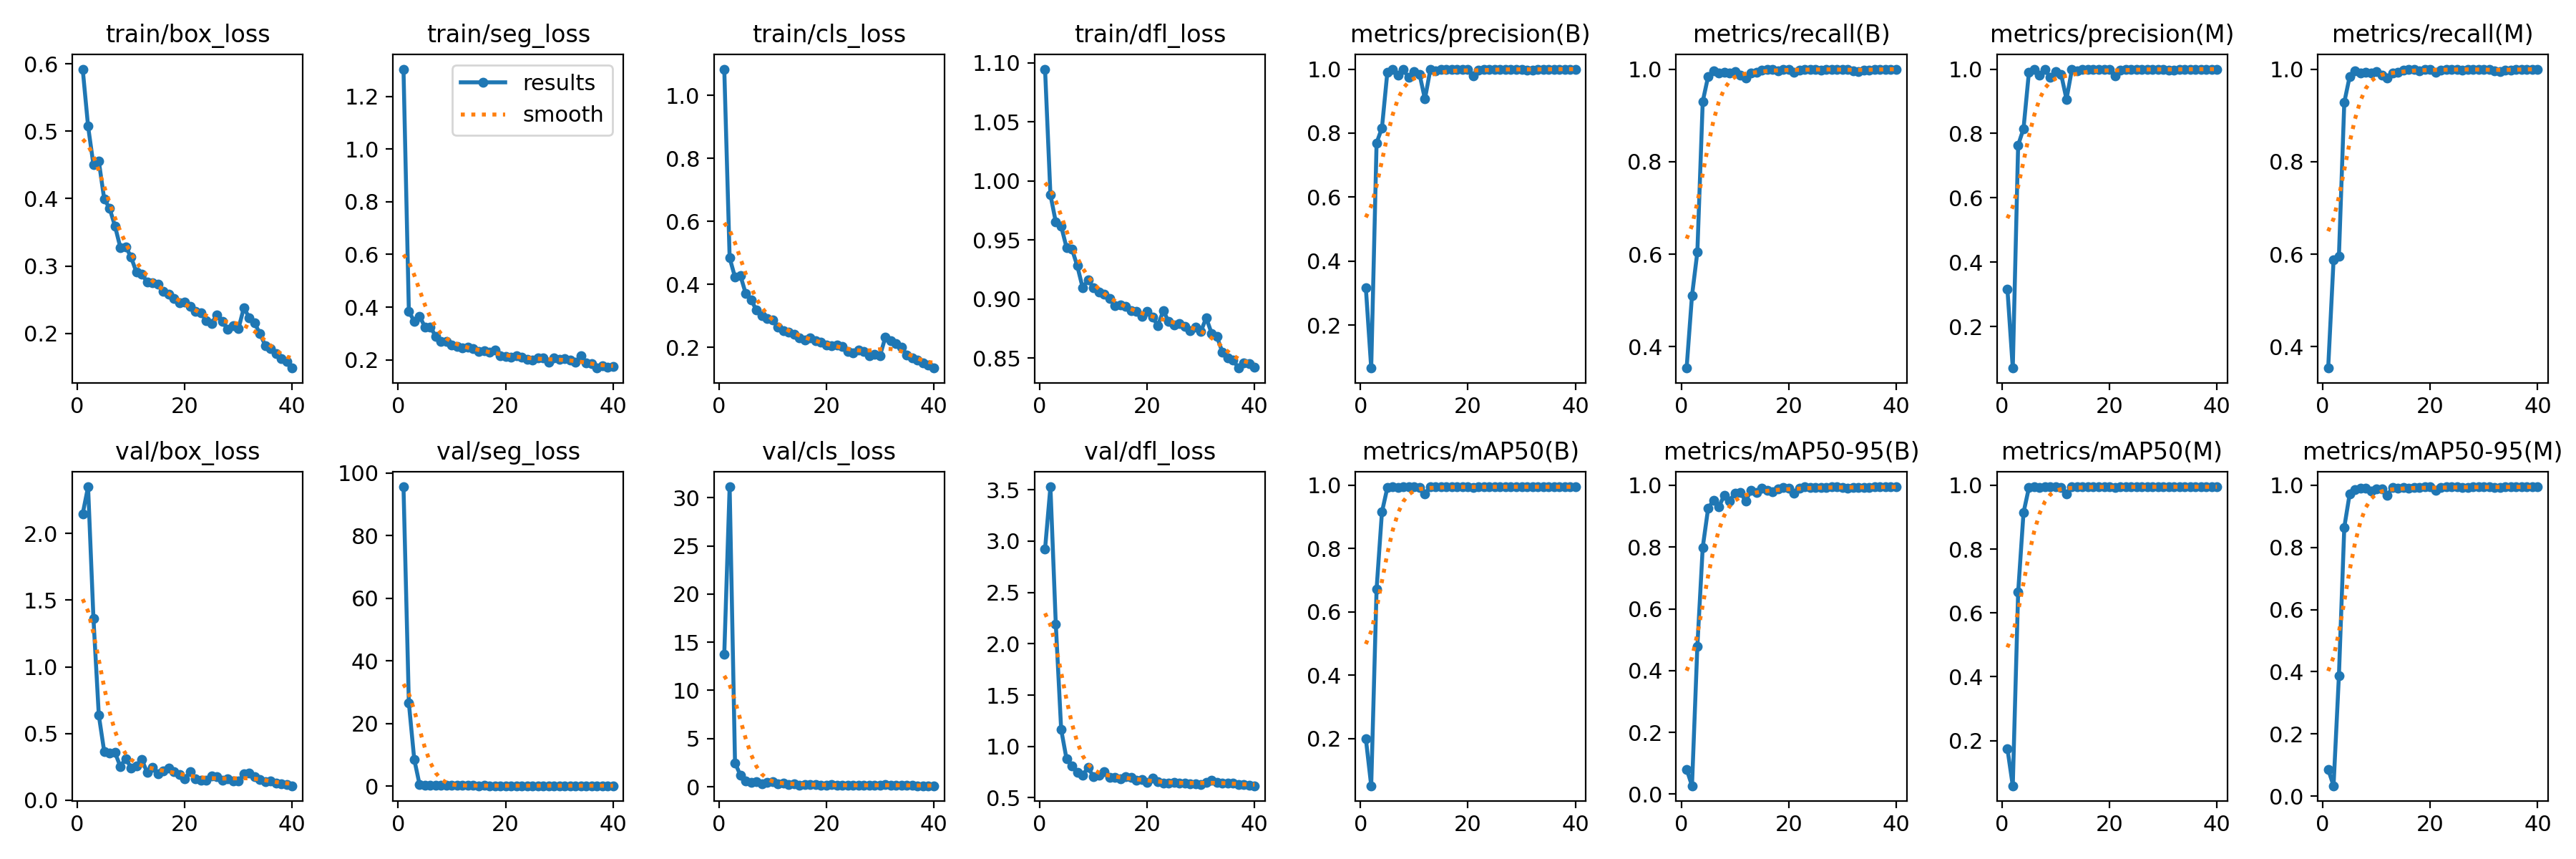 train/box_loss
train/seg_loss
train/cls_loss
train/dfl_loss
metrics/precision(B)
metrics/recall(B)
metrics/precision(M)
metrics/recall(M)
0.6
0.5
0.4
0.3
0.2
0 20 40
results
smooth
1.2
1.0
0.8
0.6
0.4
0.2
0 20 40
1.0
0.8
0.6
0.4
0.2
0 20 40
1.10
1.05
1.00
0.95
0.90
0.85
0 20 40
1.0
0.8
0.6
0.4
0.2
0 20 40
1.0
0.8
0.6
0.4
0 20 40
1.0
0.8
0.6
0.4
0.2
0 20 40
1.0
0.8
0.6
0.4
0 20 40
val/box_loss
val/seg_loss
val/cls_loss
val/dfl_loss
metrics/mAP50(B)
metrics/mAP50-95(B)
metrics/mAP50(M)
metrics/mAP50-95(M)
2.0
1.5
1.0
0.5
0.0
0 20 40
100
80
60
40
20
0
0 20 40
30
25
20
15
10
5
0
0 20 40
3.5
3.0
2.5
2.0
1.5
1.0
0.5
0 20 40
1.0
0.8
0.6
0.4
0.2
0 20 40
1.0
0.8
0.6
0.4
0.2
0.0
0 20 40
1.0
0.8
0.6
0.4
0.2
0 20 40
1.0
0.8
0.6
0.4
0.2
0.0
0 20 40